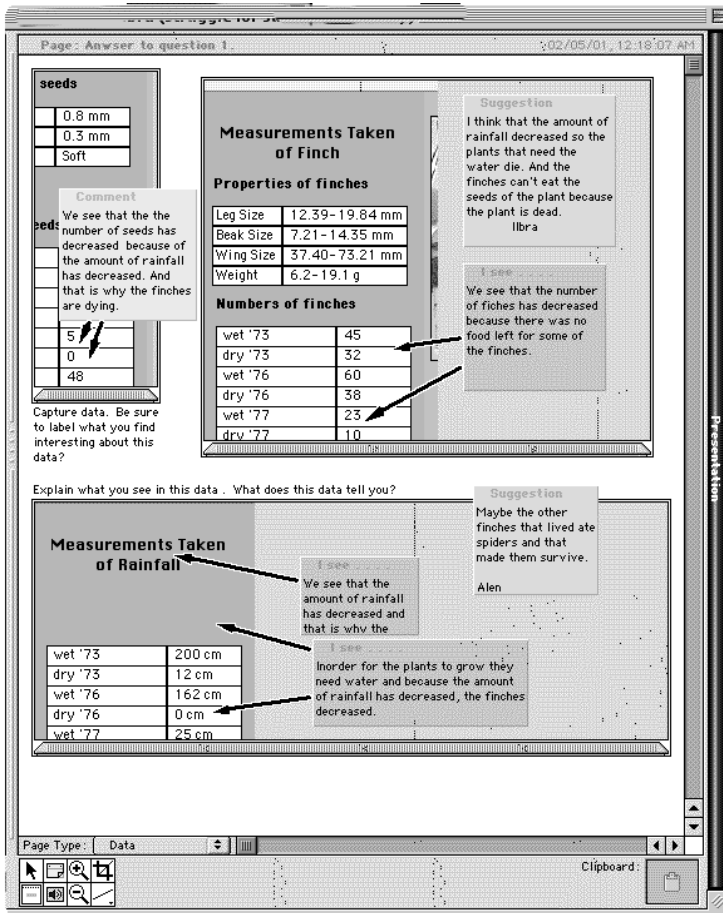 Page: Anwser to question 1.
02/05/01, 12:18:07 AM
seeds
0.8 mm
0.3 mm
Soft
Comment
We see that the the
number of seeds has
decreased because of
the amount of rainfall
has decreased. And
that is why the finches
are dying.
5
0
48
Capture data. Be sure
to label what you find
interesting about this
data?
Measurements Taken
of Finch
Properties of finches
Leg Size 12.39-19.84 mm
Beak Size 7.21-14.35 mm
Wing Size 37.40-73.21 mm
Weight 6.2-19.1 g
Numbers of finches
wet '73 45
dry '73 32
wet '76 60
dry '76 38
wet '77 23
dry '77 10
Suggestion
I think that the amount of
rainfall decreased so the
plants that need the
water die. And the
finches can't eat the
seeds of the plant because
the plant is dead.
Ilbra
I see . . . .
We see that the number
of fiches has decreased
because there was no
food left for some of
the finches.
Explain what you see in this data . What does this data tell you?
Measurements Taken
of Rainfall
wet '73 200 cm
dry '73 12 cm
wet '76 162 cm
dry '76 0 cm
wet '77 25 cm
I see . . . .
We see that the
amount of rainfall
has decreased and
that is why the
I see . . . .
Inorder for the plants to grow they
need water and because the amount
of rainfall has decreased, the finches
decreased.
Suggestion
Maybe the other
finches that lived ate
spiders and that
made them survive.
Alen
Presentation
Page Type: Data
Clipboard: